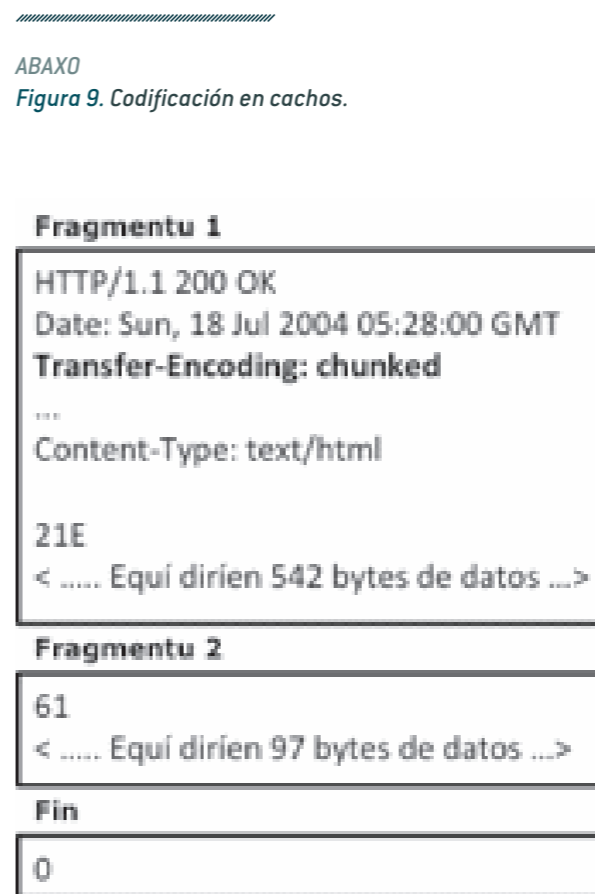 ABAXO
Figura 9. Codificación en cachos.
Fragmentu 1
HTTP/1.1 200 OK
Date: Sun, 18 Jul 2004 05:28:00 GMT
Transfer-Encoding: chunked
...
Content-Type: text/html
21E
< ..... Equí diríen 542 bytes de datos ...>
Fragmentu 2
61
< ..... Equí diríen 97 bytes de datos ...>
Fin
0